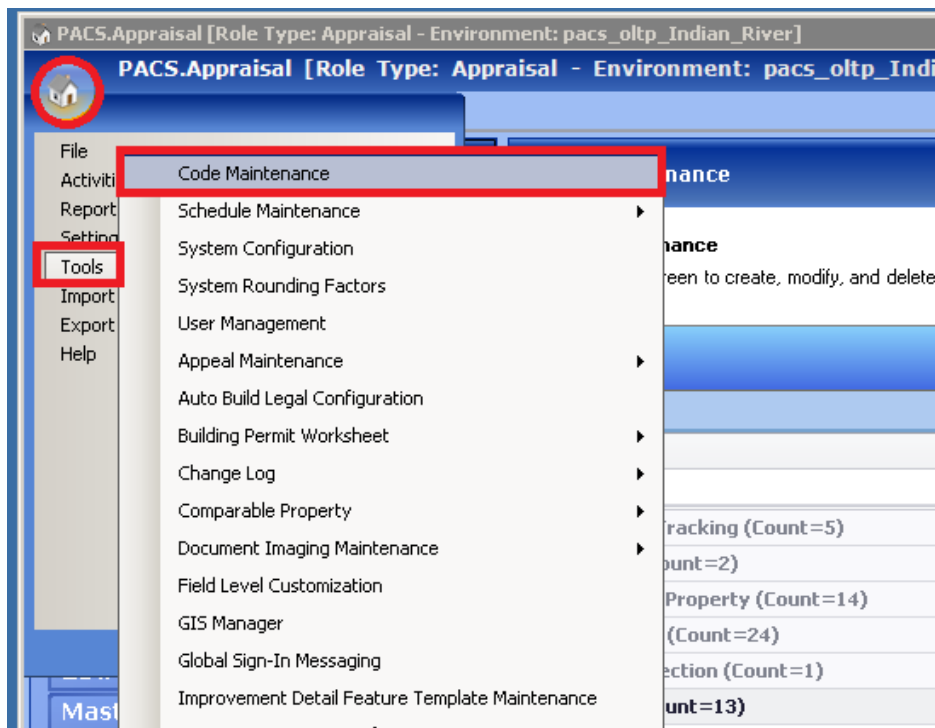 PACS.Appraisal [Role Type: Appraisal - Environment: pacs_oltp_Indian_River]
PACS.Appraisal [Role Type: Appraisal - Environment: pacs_oltp_Indi
File
Activiti
Report
Setting
Tools
Import
Export
Help
Code Maintenance
Schedule Maintenance
System Configuration
System Rounding Factors
User Management
Appeal Maintenance
Auto Build Legal Configuration
Building Permit Worksheet
Change Log
Comparable Property
Document Imaging Maintenance
Field Level Customization
GIS Manager
Global Sign-In Messaging
Improvement Detail Feature Template Maintenance
nance
nance
reen to create, modify, and delete
Tracking (Count=5)
ount=2)
Property (Count=14)
(Count=24)
ection (Count=1)
unt=13)
Mast